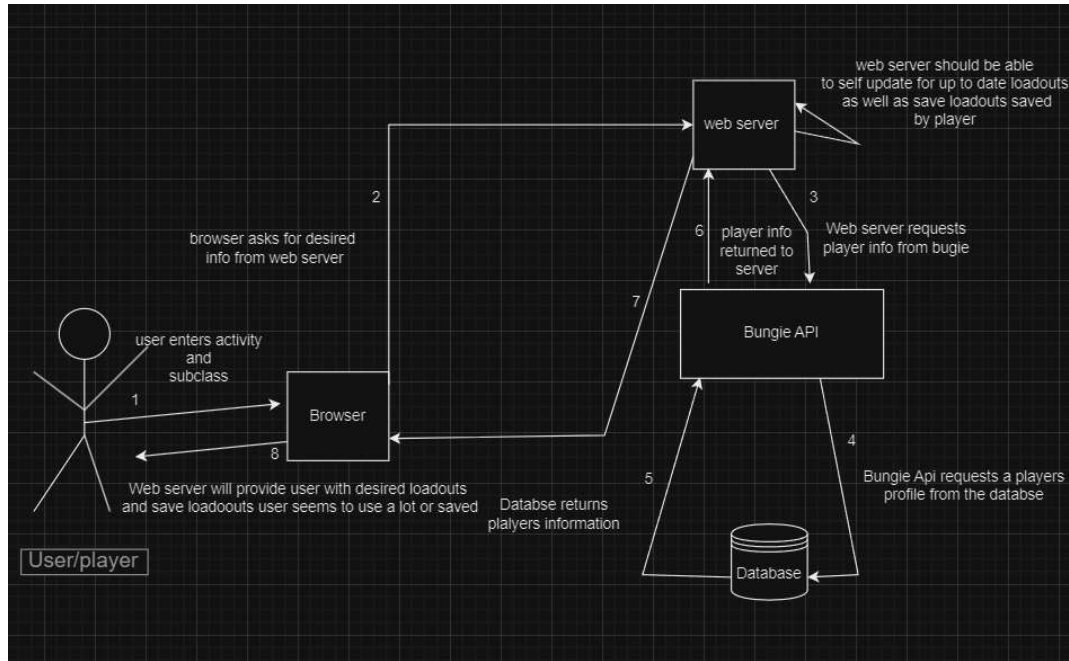 web server should be able
to self update for up to date loadouts
as well as save loadouts saved
by player
web server
2
3
browser asks for desired
info from web server
6
player info
returned to
server
Web server requests
player info from bugie
7
Bungie API
user enters activity
and
subclass
1
Browser
8
4
Web server will provide user with desired loadouts
and save loadoouts user seems to use a lot or saved
5
Databse returns
plalyers information
Bungie Api requests a players
profile from the databse
User/player
Database